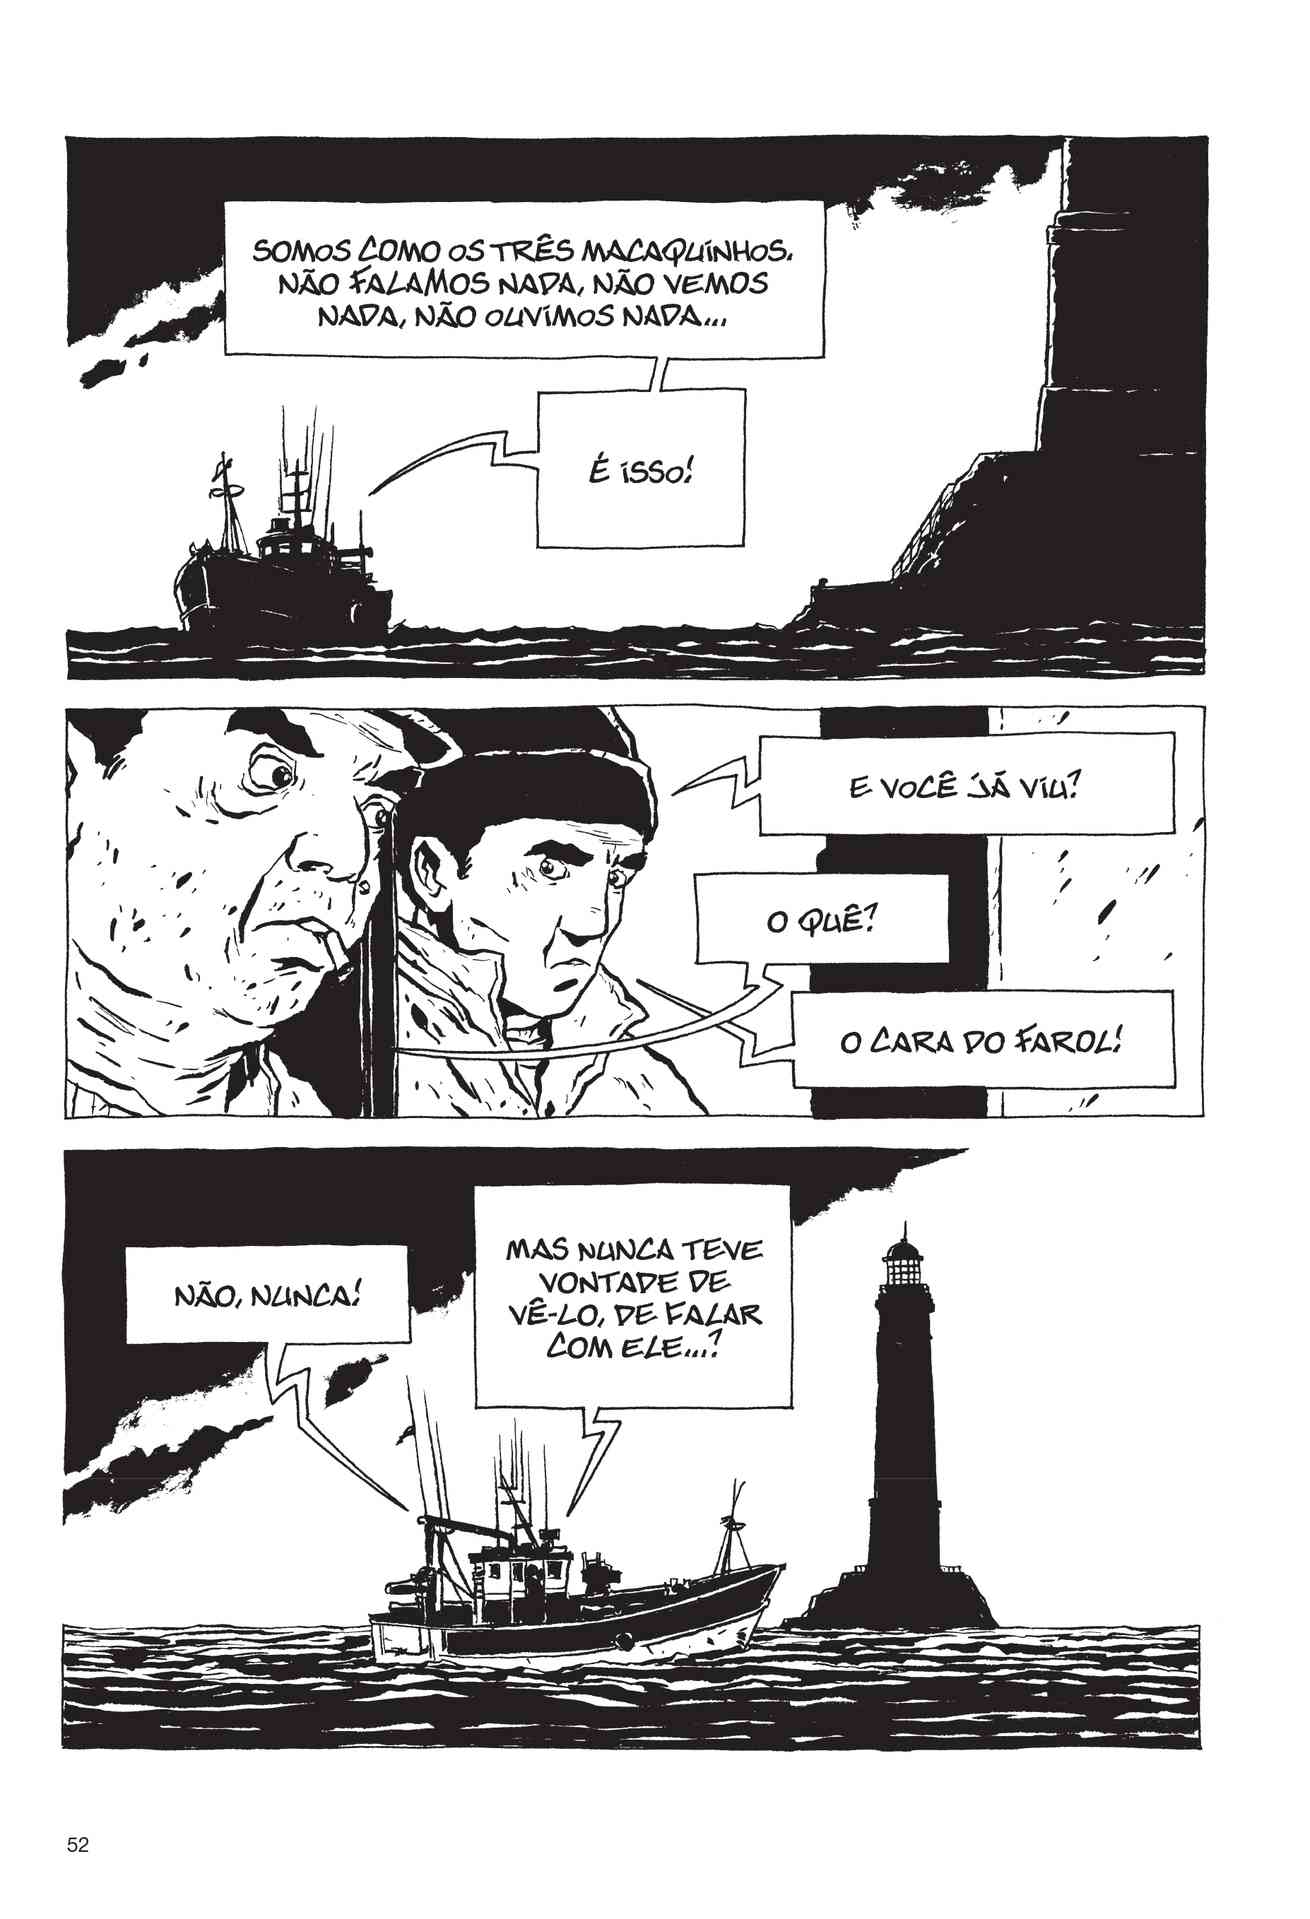 SOMOS COMO OS TRÊS MACAQUINHOS.
NÃO FALAMOS NADA, NÃO VEMOS
NADA, NÃO OUVIMOS NADA...
É ISSO!
E VOCÊ JÁ VIU?
O QUÊ?
O CARA DO FAROL!
NÃO, NUNCA!
MAS NUNCA TEVE
VONTADE DE
VÊ-LO, DE FALAR
COM ELE...?
52